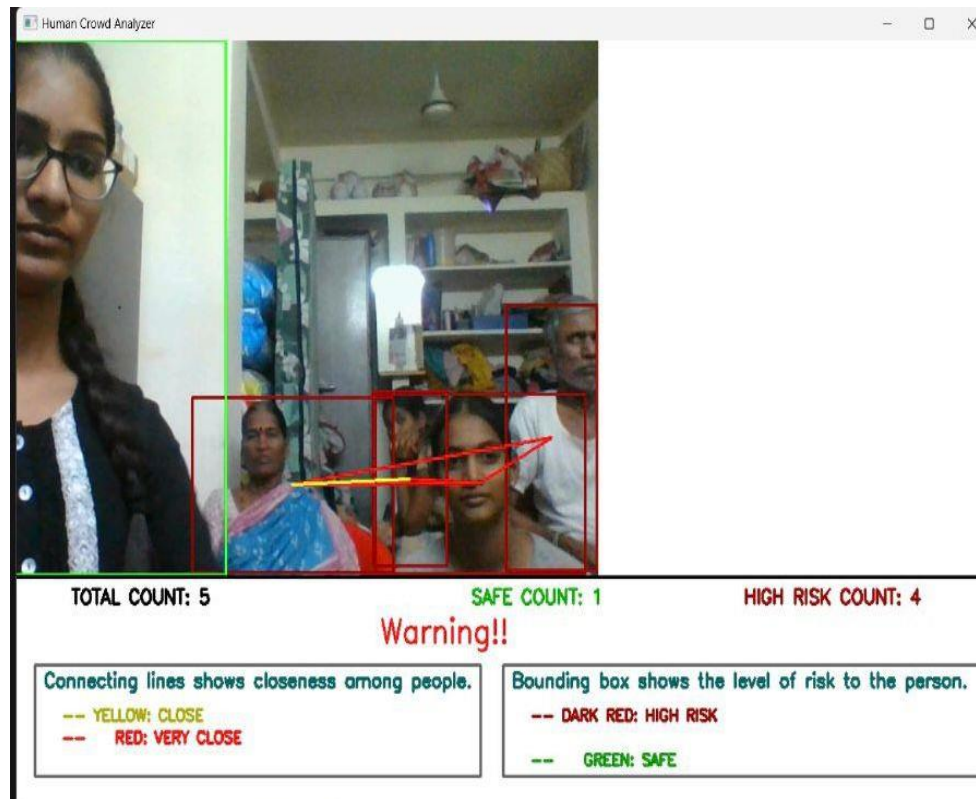 Human Crowd Analyzer
TOTAL COUNT: 5 SAFE COUNT: 1 HIGH RISK COUNT: 4
Warning!!
Connecting lines shows closeness among people.
-- YELLOW: CLOSE
-- RED: VERY CLOSE
Bounding box shows the level of risk to the person.
-- DARK RED: HIGH RISK
-- GREEN: SAFE